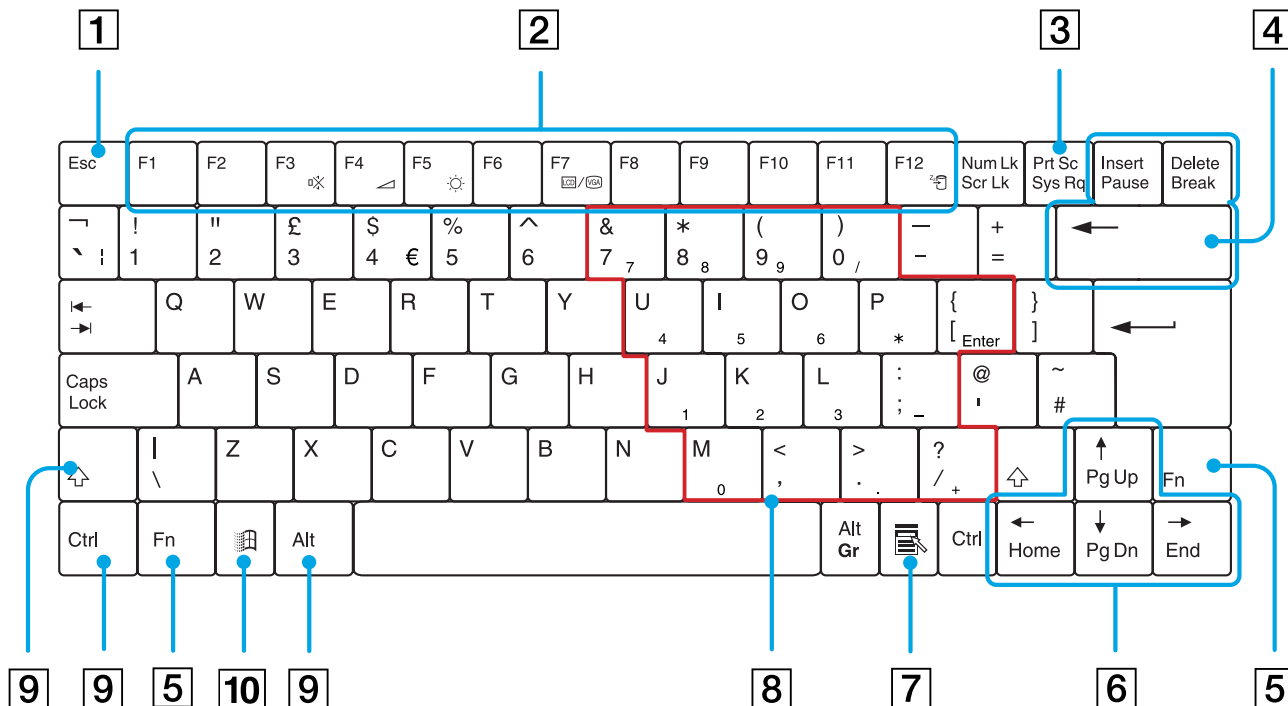 1 2 3 4
Esc F1 F2 F3 F4 F5 F6 F7 LCD / VGA F8 F9 F10 F11 F12 Zz Num Lk Scr Lk Prt Sc Sys Rq Insert Pause Delete Break
¬ ` ¦ ! 1 " 2 £ 3 $ 4 € % 5 ^ 6 & 7 7 * 8 8 ( 9 9 ) 0 / — - + =
Q W E R T Y U 4 I 5 O 6 P * { [ Enter } ]
Caps Lock A S D F G H J 1 K 2 L 3 : ; - @ ' ~ #
| \ Z X C V B N M 0 < , > . . ? / + Pg Up Fn
Ctrl Fn Alt Alt Gr Ctrl Home Pg Dn End
9 9 5 10 9 8 7 6 5